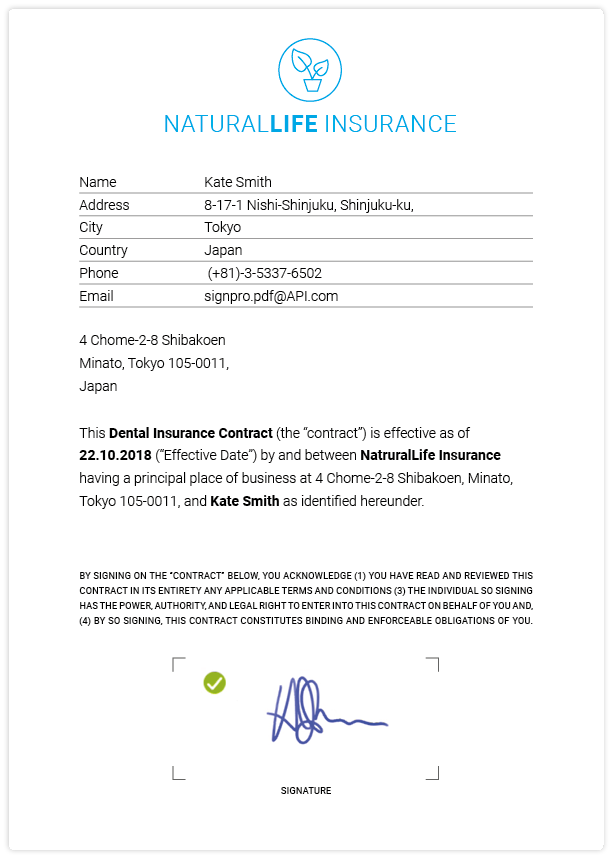 NATURALLIFE INSURANCE
Name Kate Smith
Address 8-17-1 Nishi-Shinjuku, Shinjuku-ku,
City Tokyo
Country Japan
Phone (+81)-3-5337-6502
Email signpro.pdf@API.com
4 Chome-2-8 Shibakoen
Minato, Tokyo 105-0011,
Japan
This Dental Insurance Contract (the “contract”) is effective as of
22.10.2018 (“Effective Date”) by and between NatruralLife Insurance
having a principal place of business at 4 Chome-2-8 Shibakoen, Minato,
Tokyo 105-0011, and Kate Smith as identified hereunder.
BY SIGNING ON THE “CONTRACT” BELOW, YOU ACKNOWLEDGE (1) YOU HAVE READ AND REVIEWED THIS
CONTRACT IN ITS ENTIRETY ANY APPLICABLE TERMS AND CONDITIONS (3) THE INDIVIDUAL SO SIGNING
HAS THE POWER, AUTHORITY, AND LEGAL RIGHT TO ENTER INTO THIS CONTRACT ON BEHALF OF YOU AND,
(4) BY SO SIGNING, THIS CONTRACT CONSTITUTES BINDING AND ENFORCEABLE OBLIGATIONS OF YOU.
SIGNATURE